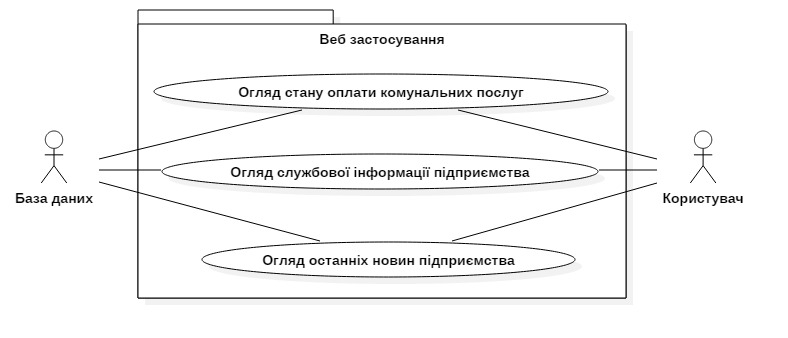 Веб застосування
Огляд стану оплати комунальних послуг
Огляд службової інформації підприємства
База даних
Користувач
Огляд останніх новин підприємства